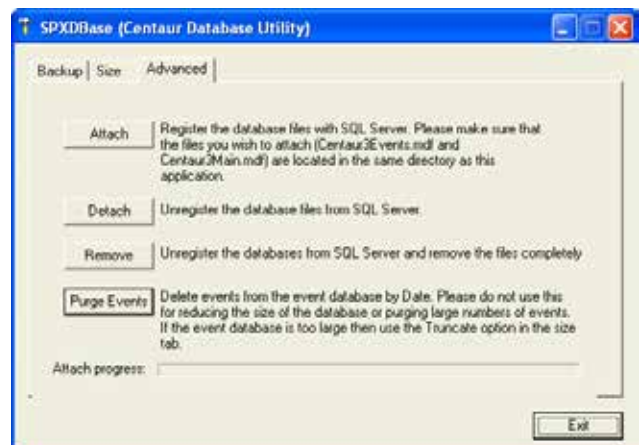 SPXDBase (Centaur Database Utility)
Backup Size Advanced
Attach
Register the database files with SQL Server. Please make sure that
the files you wish to attach (Centaur3Events.mdf and
Centaur3Main.mdf) are located in the same directory as this
application.
Detach
Unregister the database files from SQL Server.
Remove
Unregister the databases from SQL Server and remove the files completely
Purge Events
Delete events from the event database by Date. Please do not use this
for reducing the size of the database or purging large numbers of events.
If the event database is too large then use the Truncate option in the size
tab.
Attach progress:
Exit